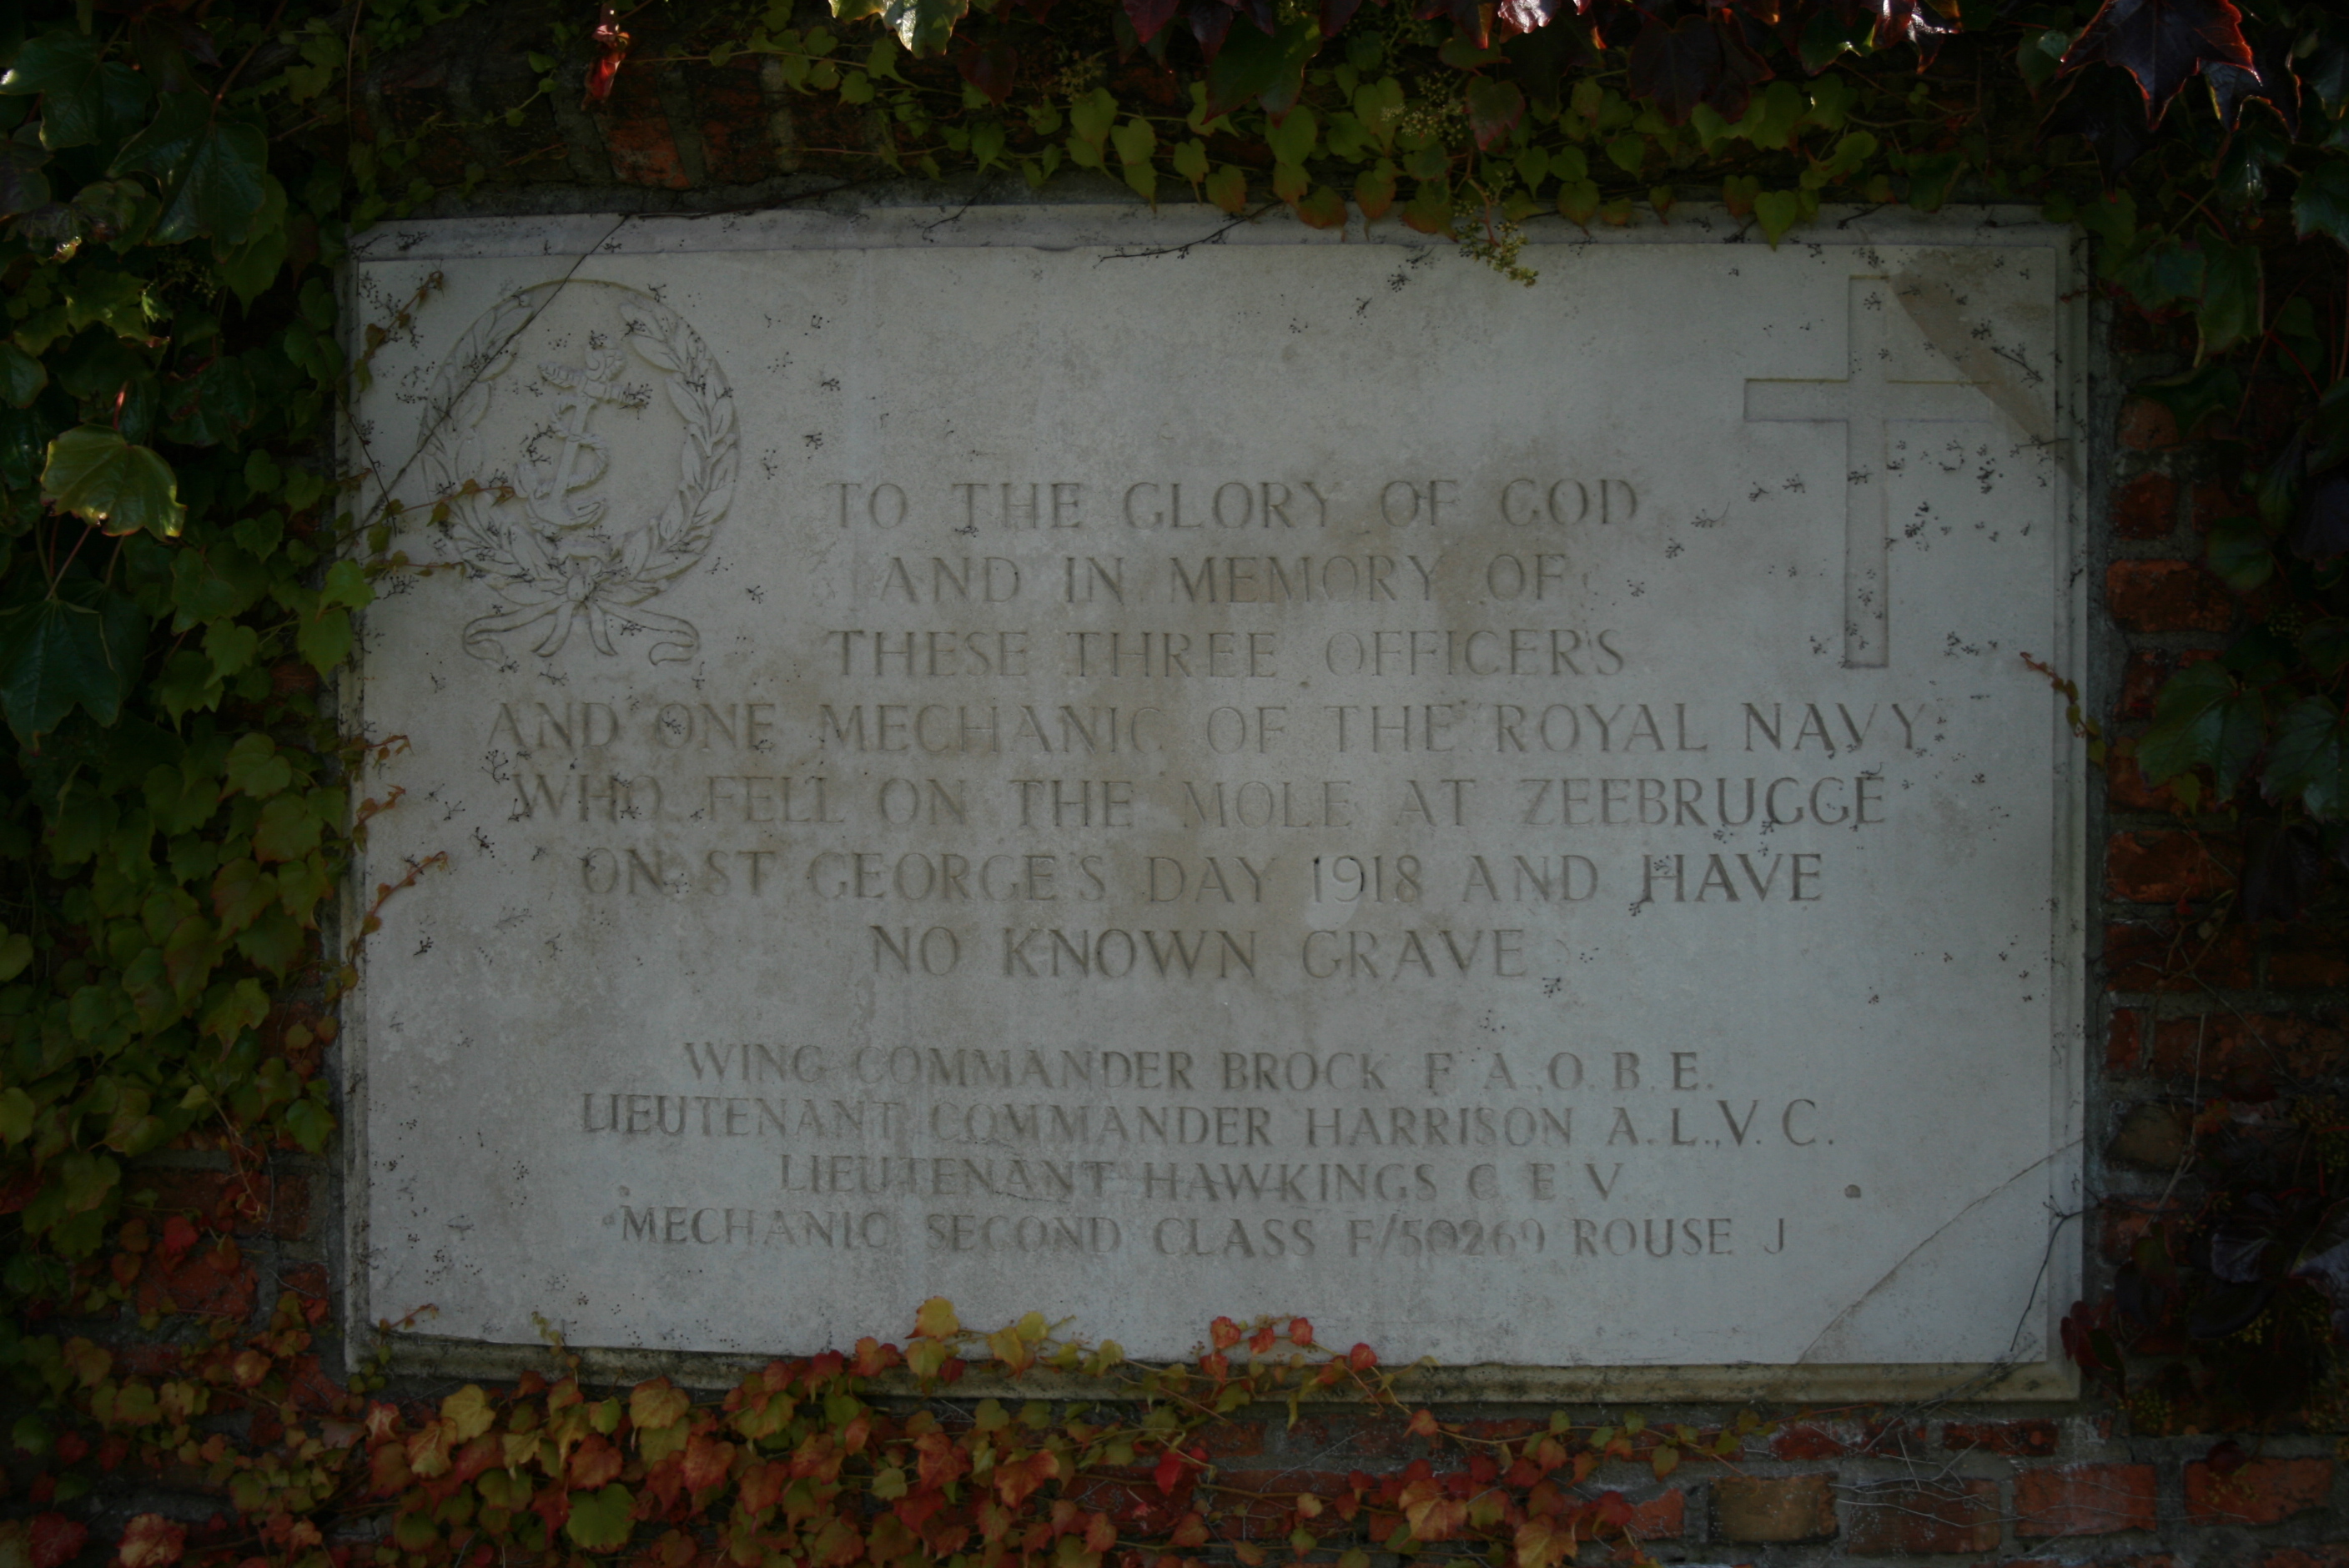 TO THE GLORY OF GOD
AND IN MEMORY OF
THESE THREE OFFICERS
AND ONE MECHANIC OF THE ROYAL NAVY
WHO FELL ON THE MOLE AT ZEEBRUGGE
ON ST GEORGE'S DAY 1918 AND HAVE
NO KNOWN GRAVE
WING COMMANDER BROCK F. A., O. B. E.
LIEUTENANT COMMANDER HARRISON A. L., V. C.
LIEUTENANT HAWKINGS C E V
MECHANIC SECOND CLASS F/50269 ROUSE J